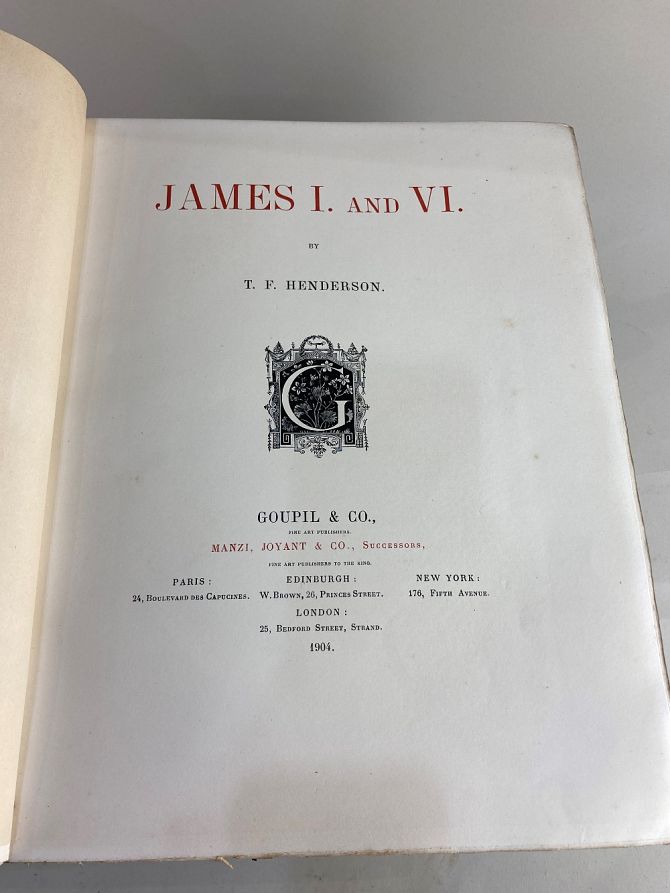 JAMES I. AND VI.
BY
T. F. HENDERSON.
G
GOUPIL & CO.,
FINE ART PUBLISHERS.
MANZI, JOYANT & CO., SUCCESSORS,
FINE ART PUBLISHERS TO THE KING.
PARIS : EDINBURGH : NEW YORK :
24, BOULEVARD DES CAPUCINES. W. BROWN, 26, PRINCES STREET. 176, FIFTH AVENUE.
LONDON :
25, BEDFORD STREET, STRAND.
1904.